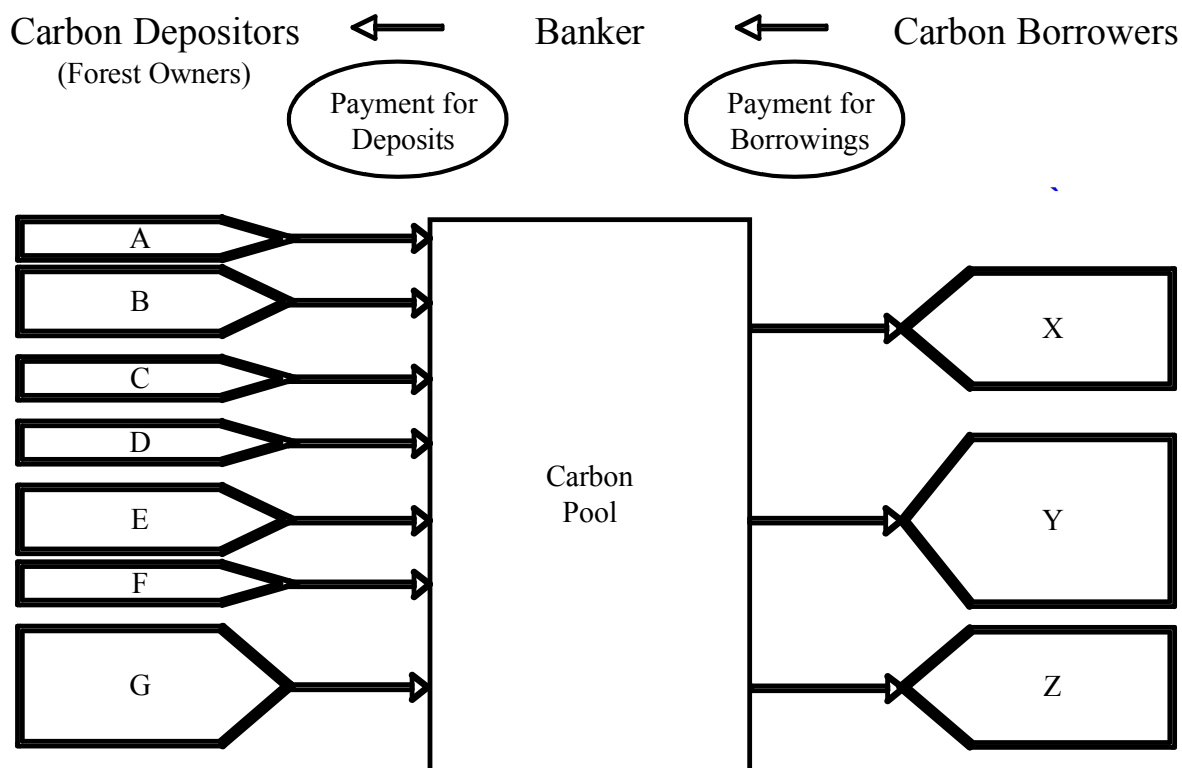 Carbon Depositors
(Forest Owners)
Banker
Carbon Borrowers
Payment for
Deposits
Payment for
Borrowings
A
B
C
D
E
F
G
Carbon
Pool
X
Y
Z